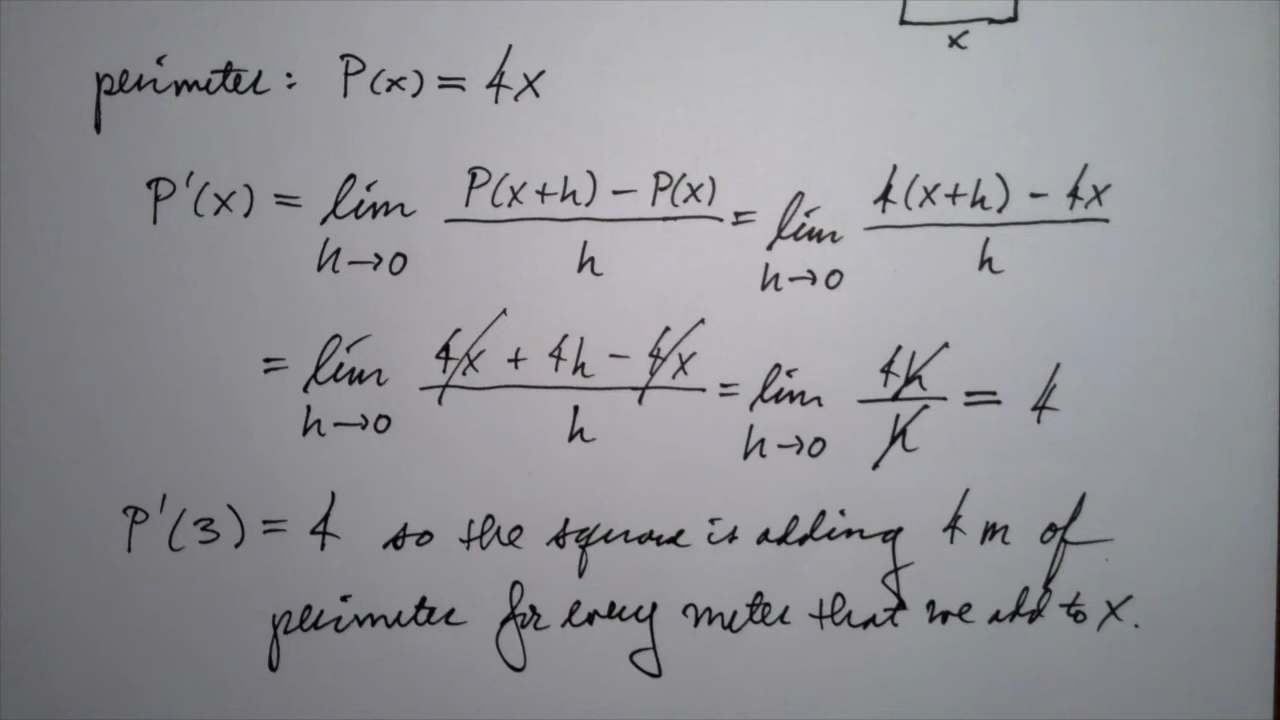 x
perimeter: P(x) = 4x
P'(x) = lim h→0 P(x+h) − P(x) / h = lim h→0 4(x+h) − 4x / h
= lim h→0 4x + 4h − 4x / h = lim h→0 4h / h = 4
P'(3) = 4 so the square is adding 4 m of
perimeter for every meter that we add to x.